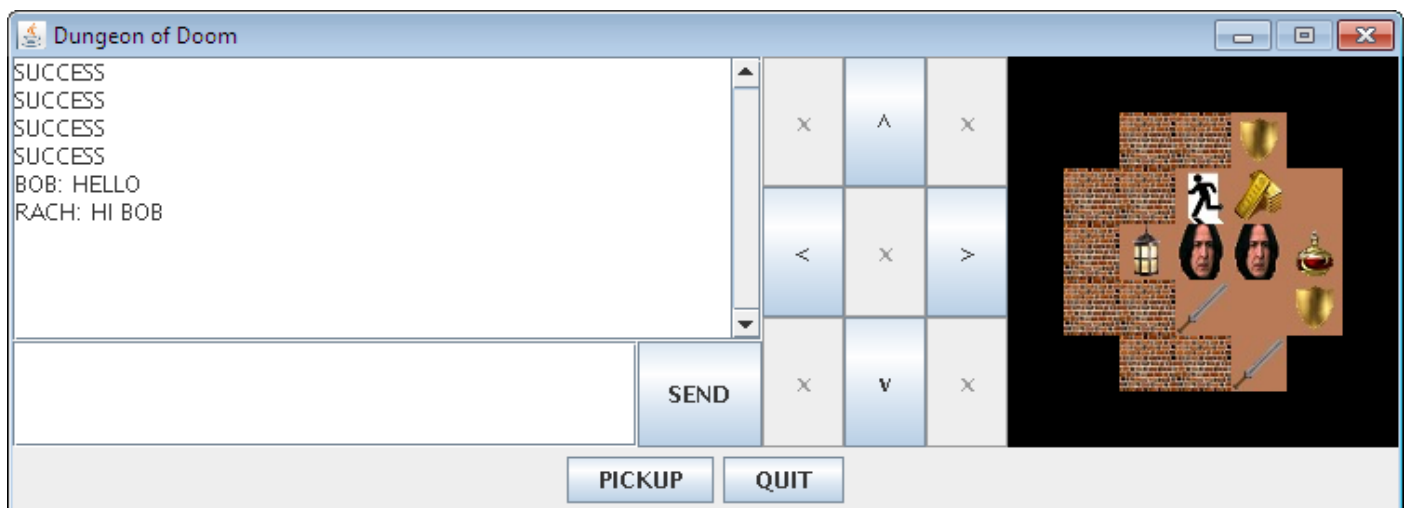 Dungeon of Doom
SUCCESS
SUCCESS
SUCCESS
SUCCESS
BOB: HELLO
RACH: HI BOB
x ^ x
< x >
x v x
SEND
PICKUP QUIT